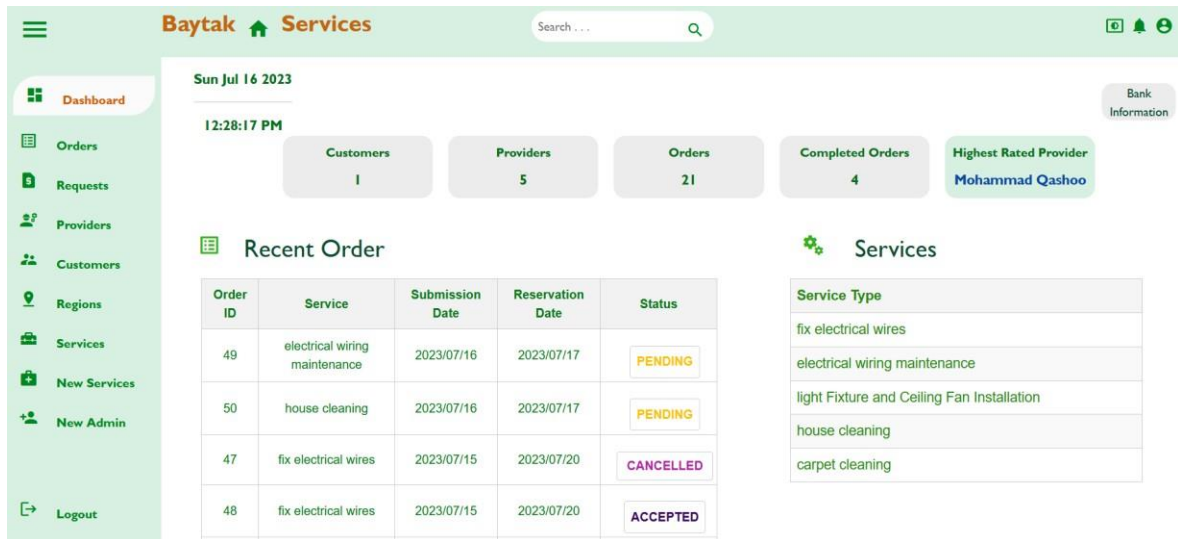 Baytak Services
Search . . .
Sun Jul 16 2023
12:28:17 PM
Bank
Information
Dashboard
Orders
Requests
Providers
Customers
Regions
Services
New Services
New Admin
Logout
Customers
1
Providers
5
Orders
21
Completed Orders
4
Highest Rated Provider
Mohammad Qashoo
Recent Order
Order ID Service Submission Date Reservation Date Status
49 electrical wiring maintenance 2023/07/16 2023/07/17 PENDING
50 house cleaning 2023/07/16 2023/07/17 PENDING
47 fix electrical wires 2023/07/15 2023/07/20 CANCELLED
48 fix electrical wires 2023/07/15 2023/07/20 ACCEPTED
Services
Service Type
fix electrical wires
electrical wiring maintenance
light Fixture and Ceiling Fan Installation
house cleaning
carpet cleaning